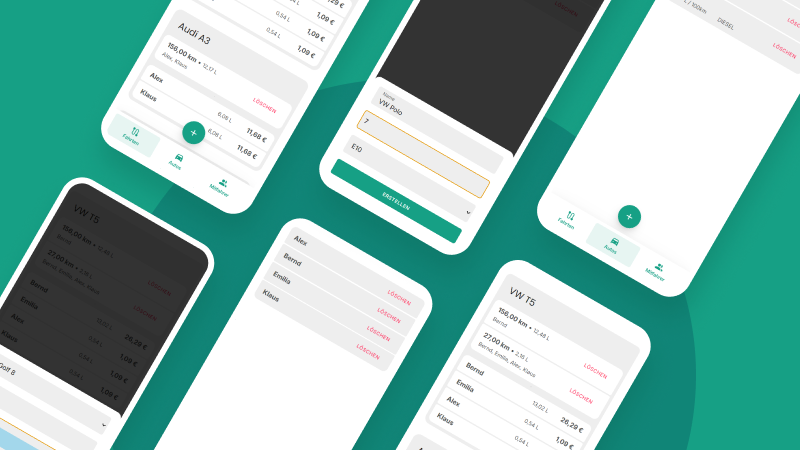 0,54 L
1,09 €
0,54 L
1,09 €
Audi A3
156,00 km • 12,17 L
Alex, Klaus
LÖSCHEN
Alex
6,08 L
11,68 €
Klaus
6,08 L
11,68 €
+
Fahrten
Autos
Mitfahrer
LÖSCHEN
Name
VW Polo
7
E10
ERSTELLEN
L / 100km
DIESEL
LÖSCHEN
+
Fahrten
Autos
Mitfahrer
VW T5
156,00 km • 12,48 L
Bernd
LÖSCHEN
27,00 km • 2,16 L
Bernd, Emilia, Alex, Klaus
LÖSCHEN
Bernd
26,29 €
Emilia
0,54 L
1,09 €
Alex
0,54 L
1,09 €
Klaus
0,54 L
1,09 €
Golf 8
Alex
LÖSCHEN
Bernd
LÖSCHEN
Emilia
LÖSCHEN
Klaus
LÖSCHEN
VW T5
156,00 km • 12,48 L
Bernd
LÖSCHEN
27,00 km • 2,16 L
Bernd, Emilia, Alex, Klaus
LÖSCHEN
Bernd
13,02 L
26,29 €
Emilia
0,54 L
1,09 €
Alex
0,54 L
Klaus